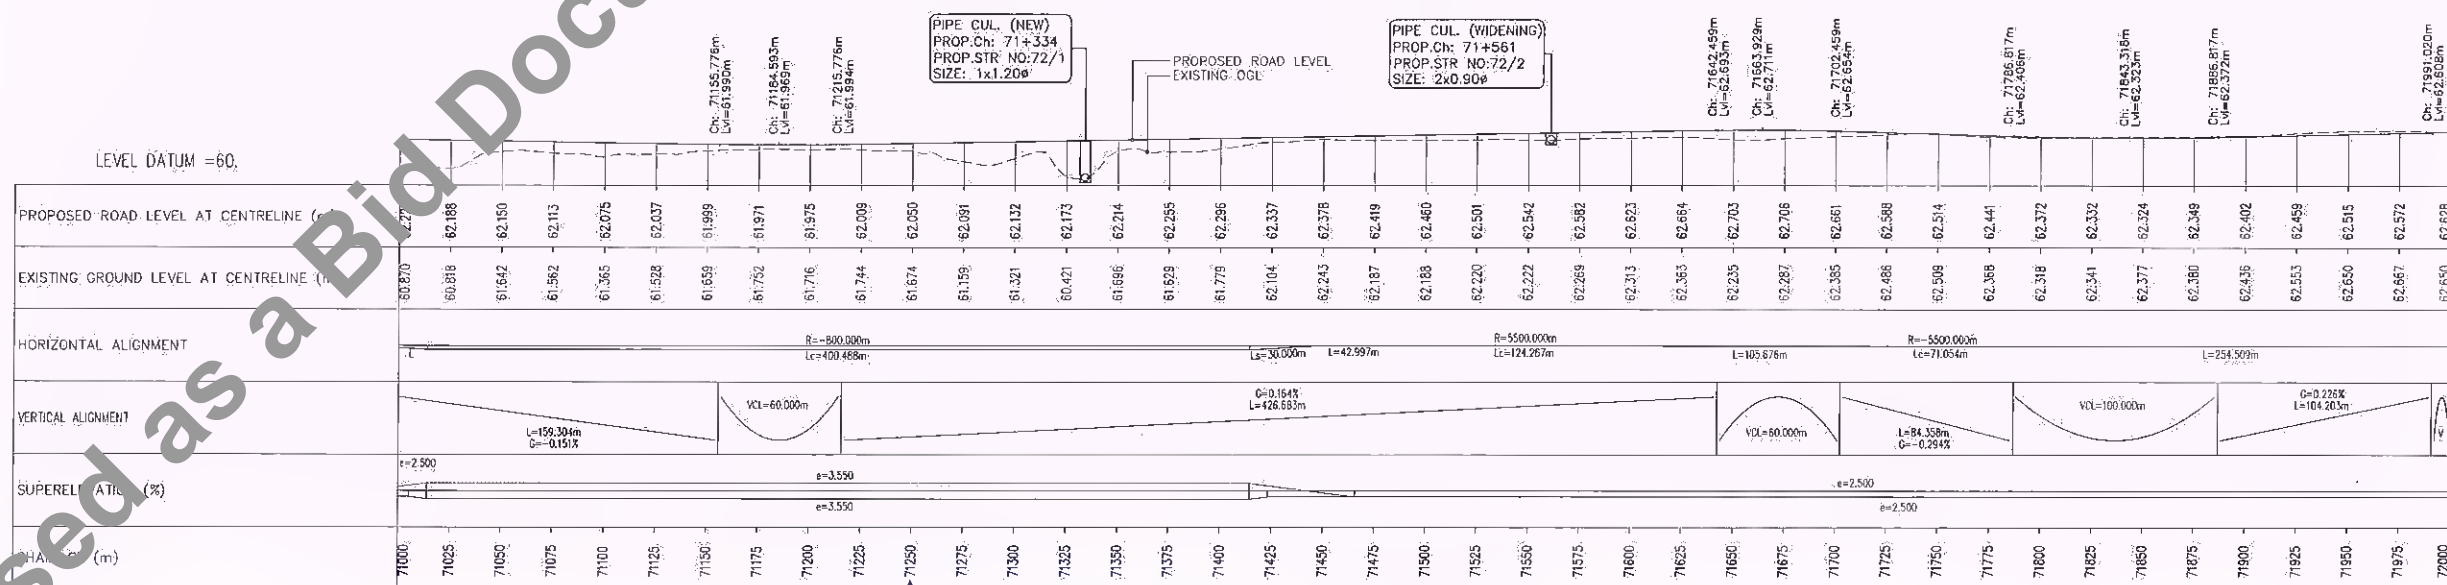 PIPE CUL. (NEW)
PROP.Ch: 71+334
PROP.STR NO:72/1
SIZE: 1x1.20ø
PIPE CUL. (WIDENING)
PROP.Ch: 71+561
PROP.STR NO:72/2
SIZE: 2x0.90ø
PROPOSED ROAD LEVEL
EXISTING OGL
Ch: 71155.776m
Lvl=61.990m
Ch: 71184.593m
Lvl=61.969m
Ch: 71215.776m
Lvl=61.994m
Ch: 71642.459m
Lvl=62.693m
Ch: 71663.929m
Lvl=62.711m
Ch: 71702.459m
Lvl=62.654m
Ch: 71786.817m
Lvl=62.406m
Ch: 71843.318m
Lvl=62.323m
Ch: 71886.817m
Lvl=62.372m
Ch: 71991.020m
Lvl=62.608m
LEVEL DATUM =60.
PROPOSED ROAD LEVEL AT CENTRELINE
62.188 62.150 62.113 62.075 62.037 61.999 61.971 61.975 62.009 62.050 62.091 62.132 62.173 62.214 62.255 62.296 62.337 62.378 62.419 62.460 62.501 62.542 62.582 62.623 62.664 62.703 62.706 62.661 62.588 62.514 62.441 62.372 62.332 62.324 62.349 62.402 62.459 62.515 62.572 62.628
EXISTING GROUND LEVEL AT CENTRELINE
60.870 60.818 61.642 61.562 61.365 61.528 61.659 61.752 61.716 61.744 61.674 61.159 61.321 60.421 61.696 61.629 61.779 62.104 62.243 62.187 62.188 62.220 62.222 62.269 62.313 62.363 62.235 62.287 62.385 62.486 62.509 62.368 62.318 62.341 62.377 62.380 62.436 62.553 62.650 62.667 62.650
HORIZONTAL ALIGNMENT
L
R=-800.000m
Lc=400.488m
Ls=30.000m
L=42.997m
R=5500.000m
Lc=124.267m
L=105.676m
R=-5500.000m
Lc=71.054m
L=254.509m
VERTICAL ALIGNMENT
L=159.304m
G=-0.151%
VCL=60.000m
G=0.164%
L=426.683m
VCL=60.000m
L=84.358m
G=-0.294%
VCL=100.000m
G=0.226%
L=104.203m
V
SUPERELEVATION (%)
e=2.500
e=3.550
e=3.550
e=2.500
e=2.500
(m)
71000 71025 71050 71075 71100 71125 71150 71175 71200 71225 71250 71275 71300 71325 71350 71375 71400 71425 71450 71475 71500 71525 71550 71575 71600 71625 71650 71675 71700 71725 71750 71775 71800 71825 71850 71875 71900 71925 71950 71975 72000
sed as a Bid Docu